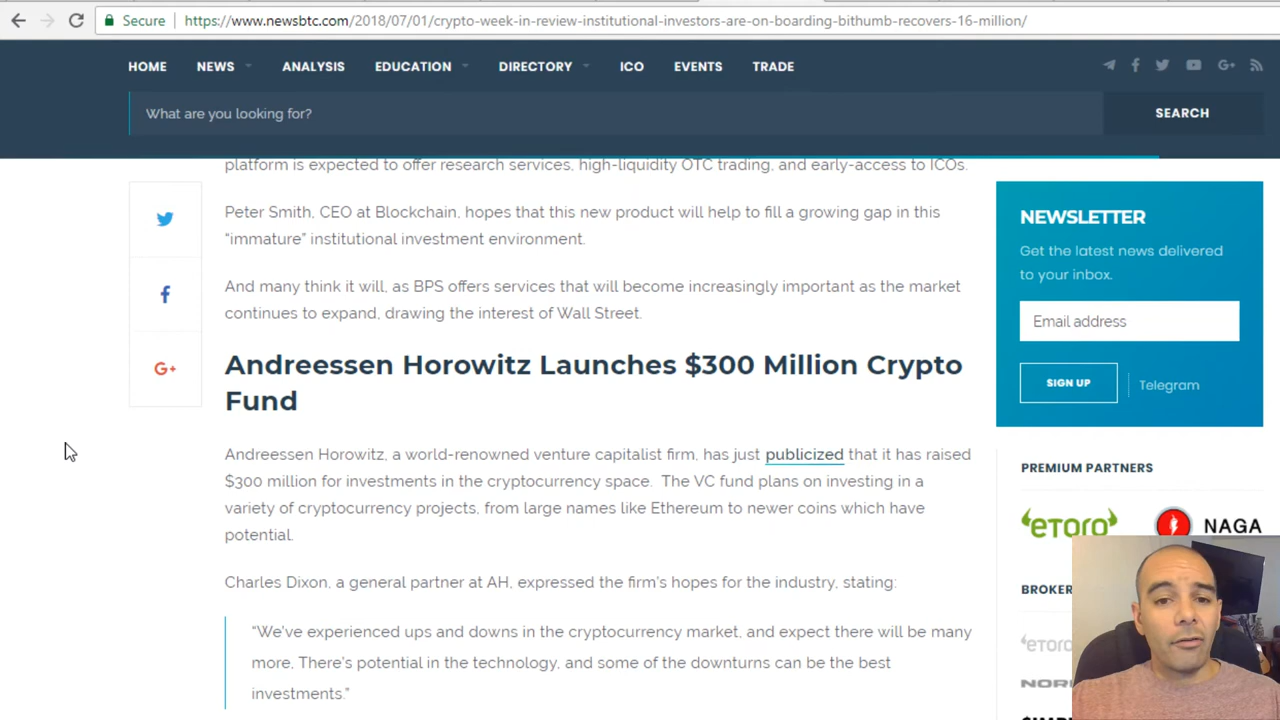 Secure https://www.newsbtc.com/2018/07/01/crypto-week-in-review-institutional-investors-are-on-boarding-bithumb-recovers-16-million/
HOME NEWS ANALYSIS EDUCATION DIRECTORY ICO EVENTS TRADE
What are you looking for?
SEARCH
platform is expected to offer research services, high-liquidity OTC trading, and early-access to ICOs.
Peter Smith, CEO at Blockchain, hopes that this new product will help to fill a growing gap in this
“immature” institutional investment environment.
And many think it will, as BPS offers services that will become increasingly important as the market
continues to expand, drawing the interest of Wall Street.
Andreessen Horowitz Launches $300 Million Crypto
Fund
Andreessen Horowitz, a world-renowned venture capitalist firm, has just publicized that it has raised
$300 million for investments in the cryptocurrency space. The VC fund plans on investing in a
variety of cryptocurrency projects, from large names like Ethereum to newer coins which have
potential.
Charles Dixon, a general partner at AH, expressed the firm's hopes for the industry, stating:
“We've experienced ups and downs in the cryptocurrency market, and expect there will be many
more. There's potential in the technology, and some of the downturns can be the best
investments.”
NEWSLETTER
Get the latest news delivered
to your inbox.
Email address
SIGN UP
Telegram
PREMIUM PARTNERS
eToro
NAGA
BROKER
eToro